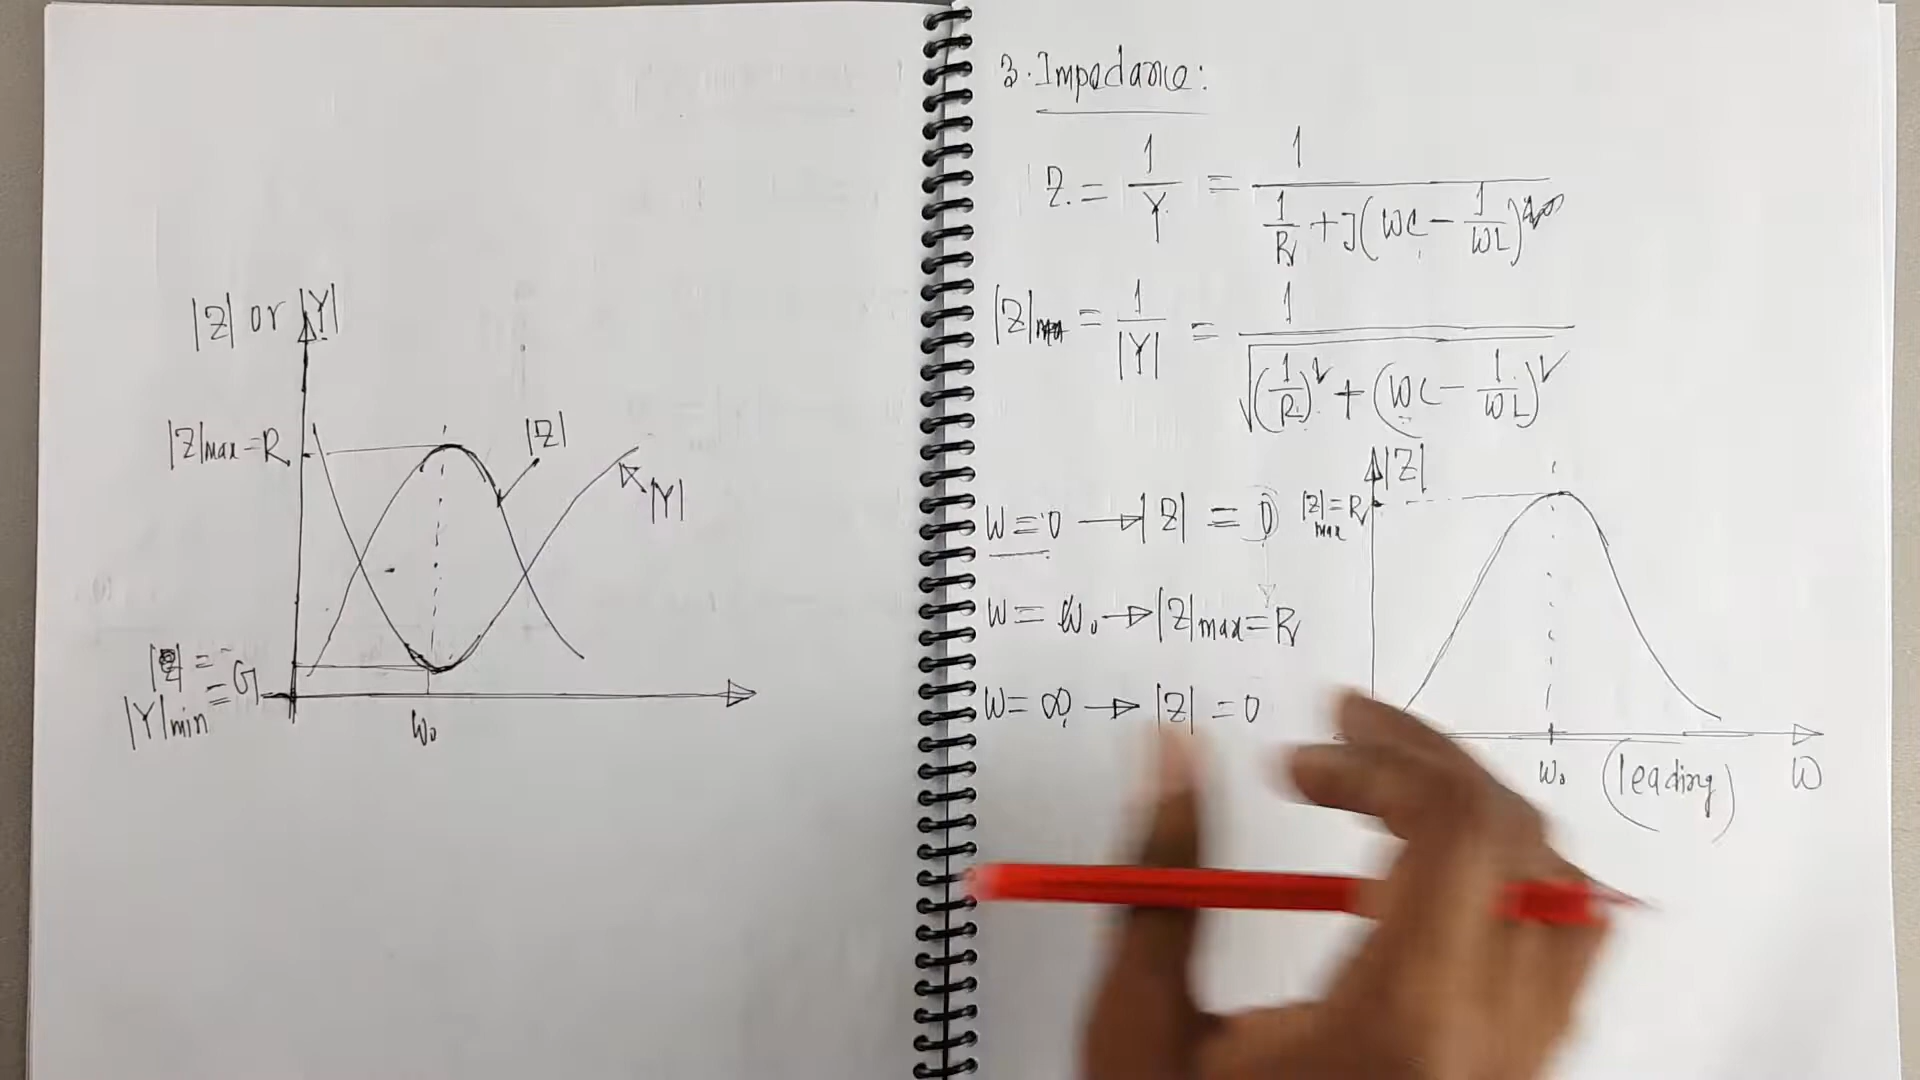 |Z| or |Y|
|Z|max=R
|Z|
|Y|
|Y|min = G
ω₀
3. Impedance:
Z = 1/Y = 1/(1/R + J(ωC − 1/ωL))
|Z| = 1/|Y| = 1/√((1/R)² + (ωC − 1/ωL)²)
|Z|
ω=0 → |Z| = 0
|Z|max = R
ω = ω₀ → |Z|max = R
ω = ∞ → |Z| = 0
ω₀ (leading) ω